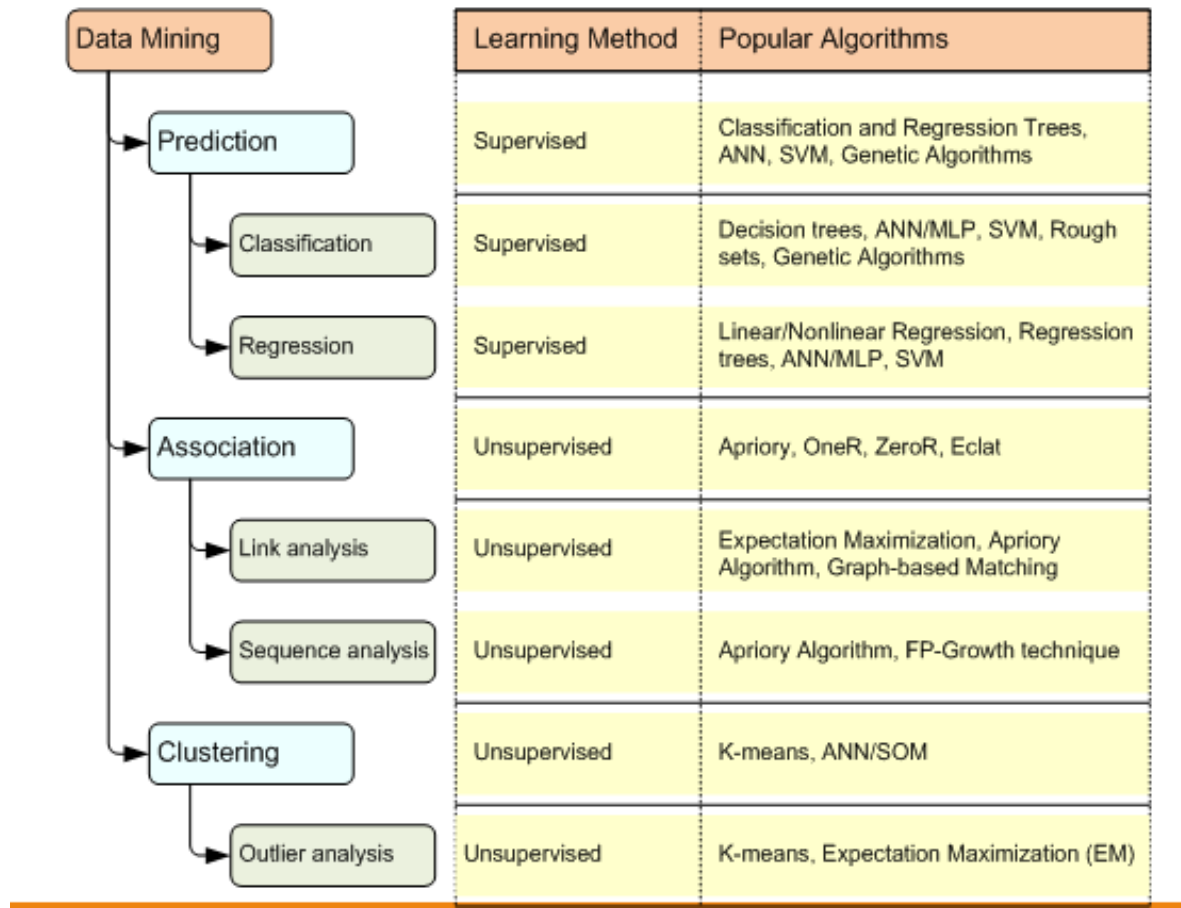 Data Mining
Learning Method
Popular Algorithms
Prediction
Supervised
Classification and Regression Trees,
ANN, SVM, Genetic Algorithms
Classification
Supervised
Decision trees, ANN/MLP, SVM, Rough
sets, Genetic Algorithms
Regression
Supervised
Linear/Nonlinear Regression, Regression
trees, ANN/MLP, SVM
Association
Unsupervised
Apriory, OneR, ZeroR, Eclat
Link analysis
Unsupervised
Expectation Maximization, Apriory
Algorithm, Graph-based Matching
Sequence analysis
Unsupervised
Apriory Algorithm, FP-Growth technique
Clustering
Unsupervised
K-means, ANN/SOM
Outlier analysis
Unsupervised
K-means, Expectation Maximization (EM)